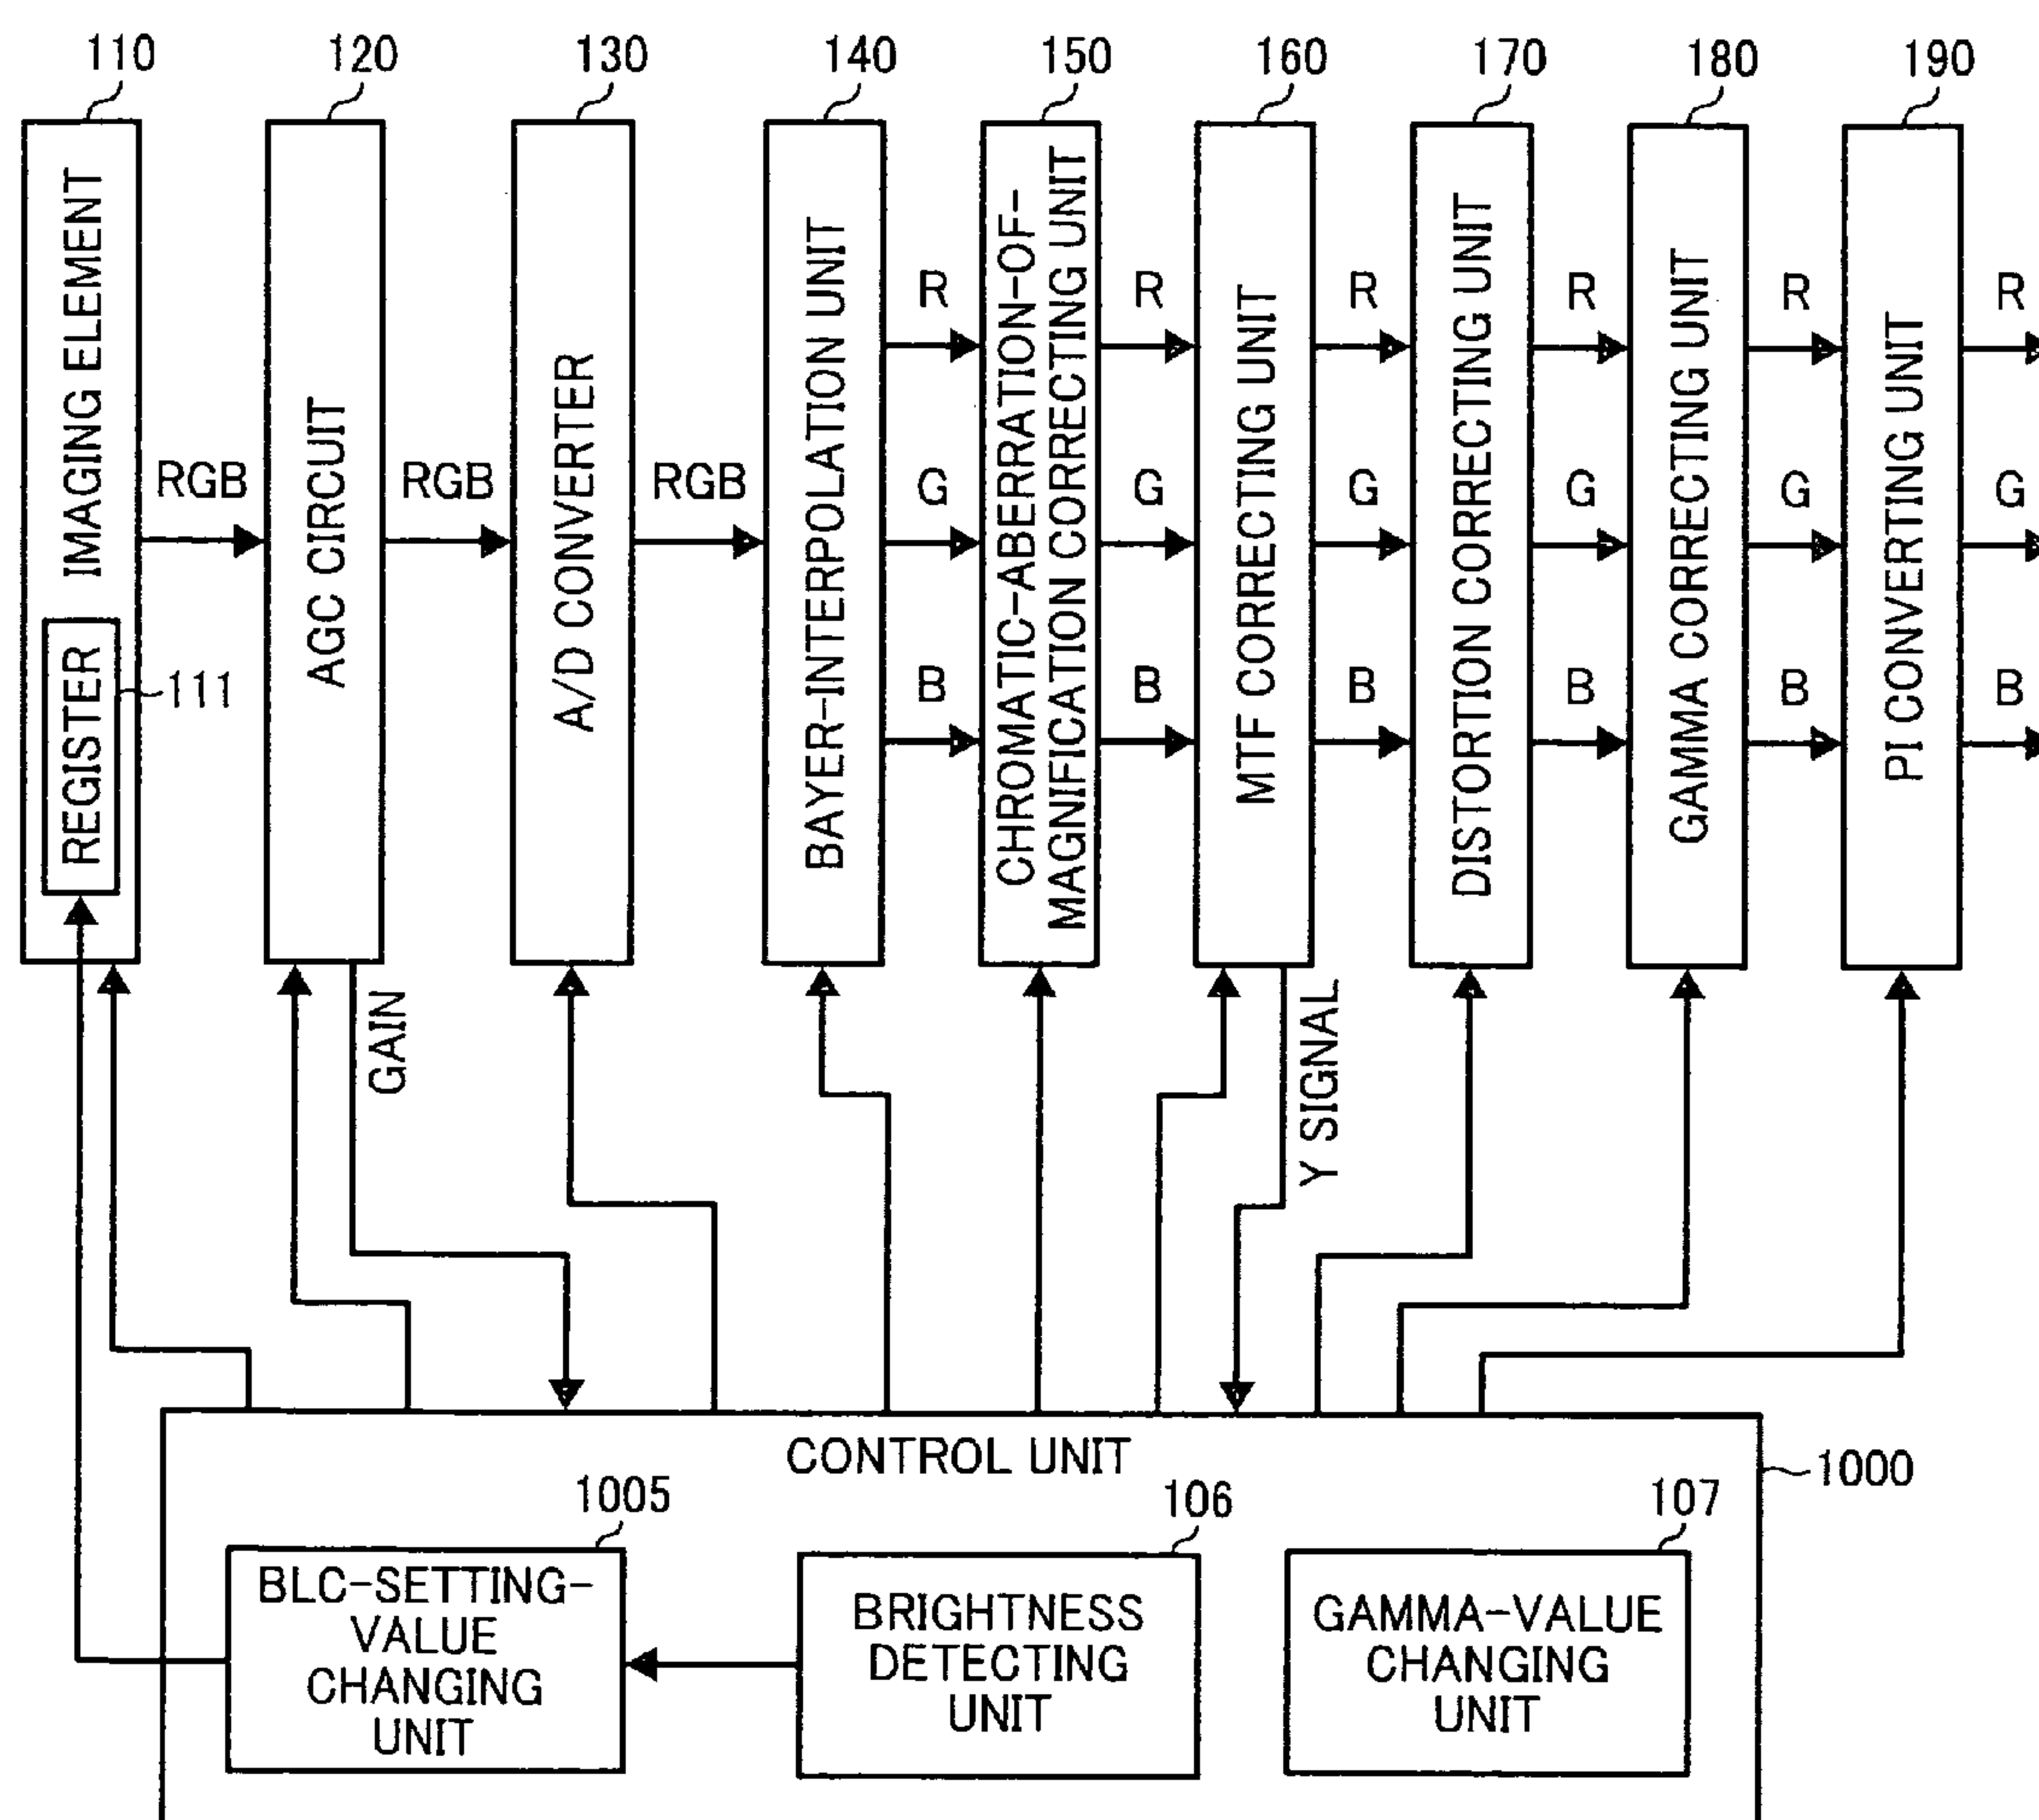 110
120
130
140
150
160
170
180
190
IMAGING ELEMENT
REGISTER
111
RGB
AGC CIRCUIT
RGB
A/D CONVERTER
RGB
BAYER-INTERPOLATION UNIT
R
G
B
CHROMATIC-ABERRATION-OF-
MAGNIFICATION CORRECTING UNIT
R
G
B
MTF CORRECTING UNIT
R
G
B
DISTORTION CORRECTING UNIT
R
G
B
GAMMA CORRECTING UNIT
R
G
B
PI CONVERTING UNIT
R
G
B
GAIN
Y SIGNAL
CONTROL UNIT
1000
1005
BLC-SETTING-
VALUE
CHANGING
UNIT
106
BRIGHTNESS
DETECTING
UNIT
107
GAMMA-VALUE
CHANGING
UNIT